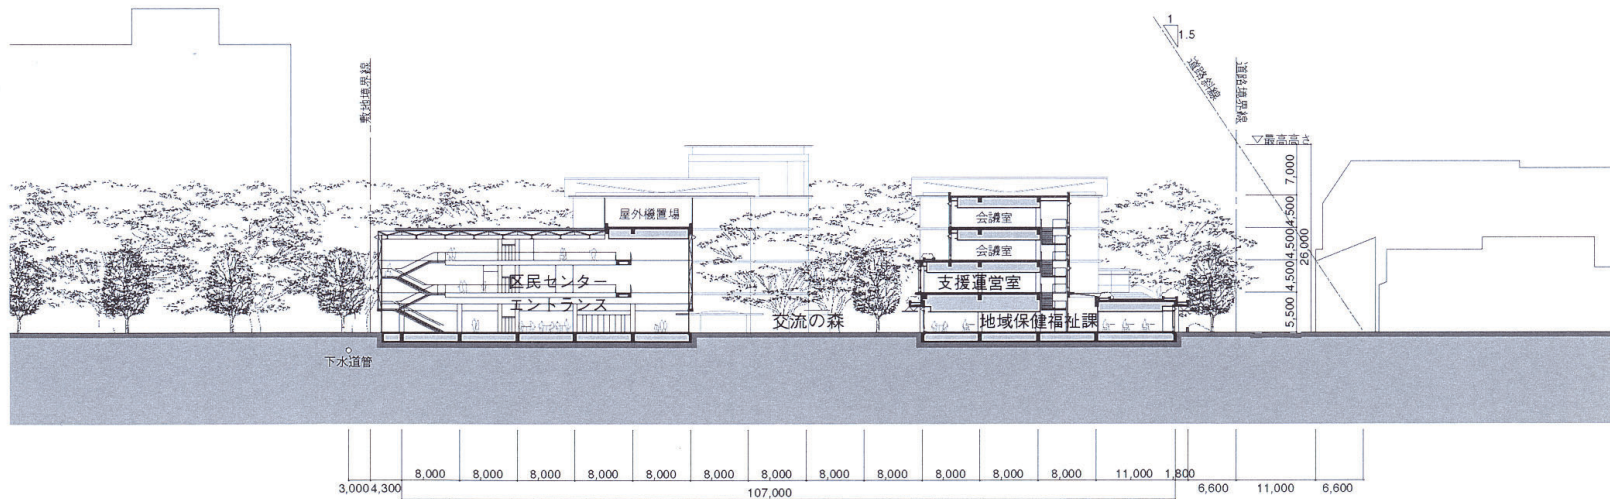 1
1.5
道路斜線
敷地境界線
道路境界線
▽最高高さ
7,000
4,500
4,500
4,500
5,500
26,000
屋外機置場
会議室
会議室
区民センター
エントランス
支援運営室
交流の森
地域保健福祉課
下水道管
8,000 8,000 8,000 8,000 8,000 8,000 8,000 8,000 8,000 8,000 8,000 8,000 11,000 1,800
3,000 4,300 107,000 6,600 11,000 6,600